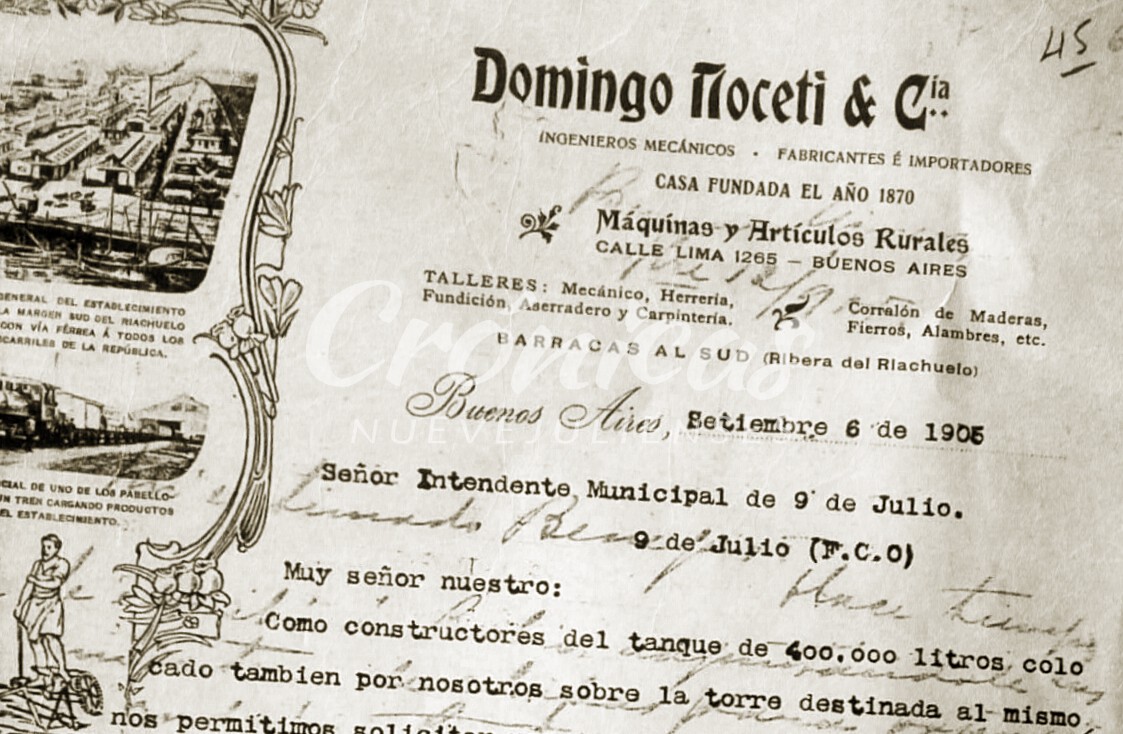 45
Domingo Noceti & Cía..
INGENIEROS MECÁNICOS · FABRICANTES É IMPORTADORES
CASA FUNDADA EL AÑO 1870
Máquinas y Artículos Rurales
CALLE LIMA 1265 — BUENOS AIRES
TALLERES: Mecánico, Herrería,
Fundición, Aserradero y Carpintería.
Corralón de Maderas,
Fierros, Alambres, etc.
BARRACAS AL SUD (Ribera del Riachuelo)
Crónicas
NUEVEJULIENSES
Buenos Aires, Setiembre 6 de 1905
GENERAL DEL ESTABLECIMIENTO
LA MARGEN SUD DEL RIACHUELO
CON VÍA FÉRREA Á TODOS LOS
CARRILES DE LA REPÚBLICA.
CIAL DE UNO DE LOS PABELLO-
UN TREN CARGANDO PRODUCTOS
EL ESTABLECIMIENTO.
Señor Intendente Municipal de 9 de Julio.
9 de Julio (F.C.O)
Muy señor nuestro:
Como constructores del tanque de 400.000 litros colo
cado tambien por nosotros sobre la torre destinada al mismo,
nos permitimos solicitar